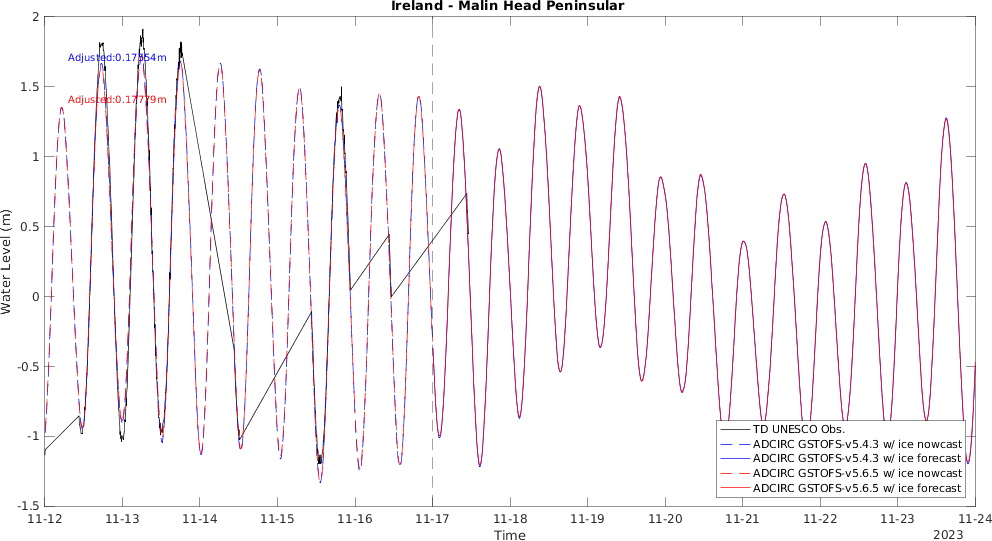 Ireland - Malin Head Peninsular
2
1.5
1
0.5
0
-0.5
-1
-1.5
Water Level (m)
Adjusted:0.17354m
Adjusted:0.17779m
TD UNESCO Obs.
ADCIRC GSTOFS-v5.4.3 w/ ice nowcast
ADCIRC GSTOFS-v5.4.3 w/ ice forecast
ADCIRC GSTOFS-v5.6.5 w/ ice nowcast
ADCIRC GSTOFS-v5.6.5 w/ ice forecast
11-12 11-13 11-14 11-15 11-16 11-17 11-18 11-19 11-20 11-21 11-22 11-23 11-24
Time
2023